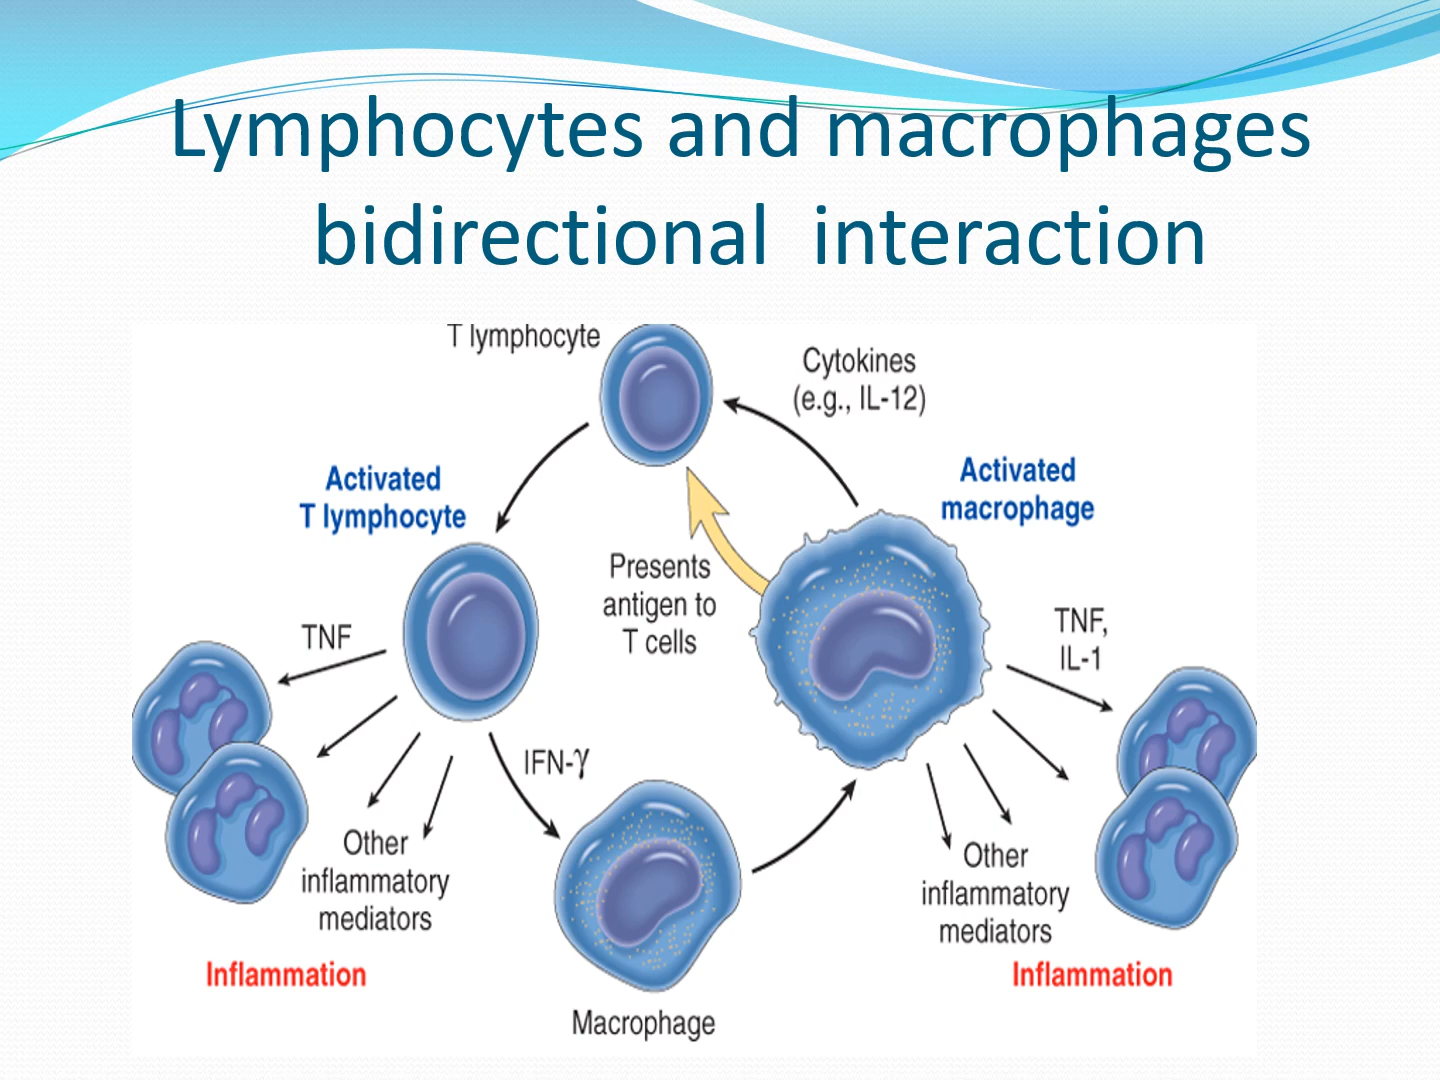 Lymphocytes and macrophages
bidirectional interaction
T lymphocyte
Cytokines
(e.g., IL-12)
Activated
T lymphocyte
Activated
macrophage
Presents
antigen to
T cells
TNF
TNF,
IL-1
IFN-γ
Other
inflammatory
mediators
Other
inflammatory
mediators
Inflammation
Inflammation
Macrophage